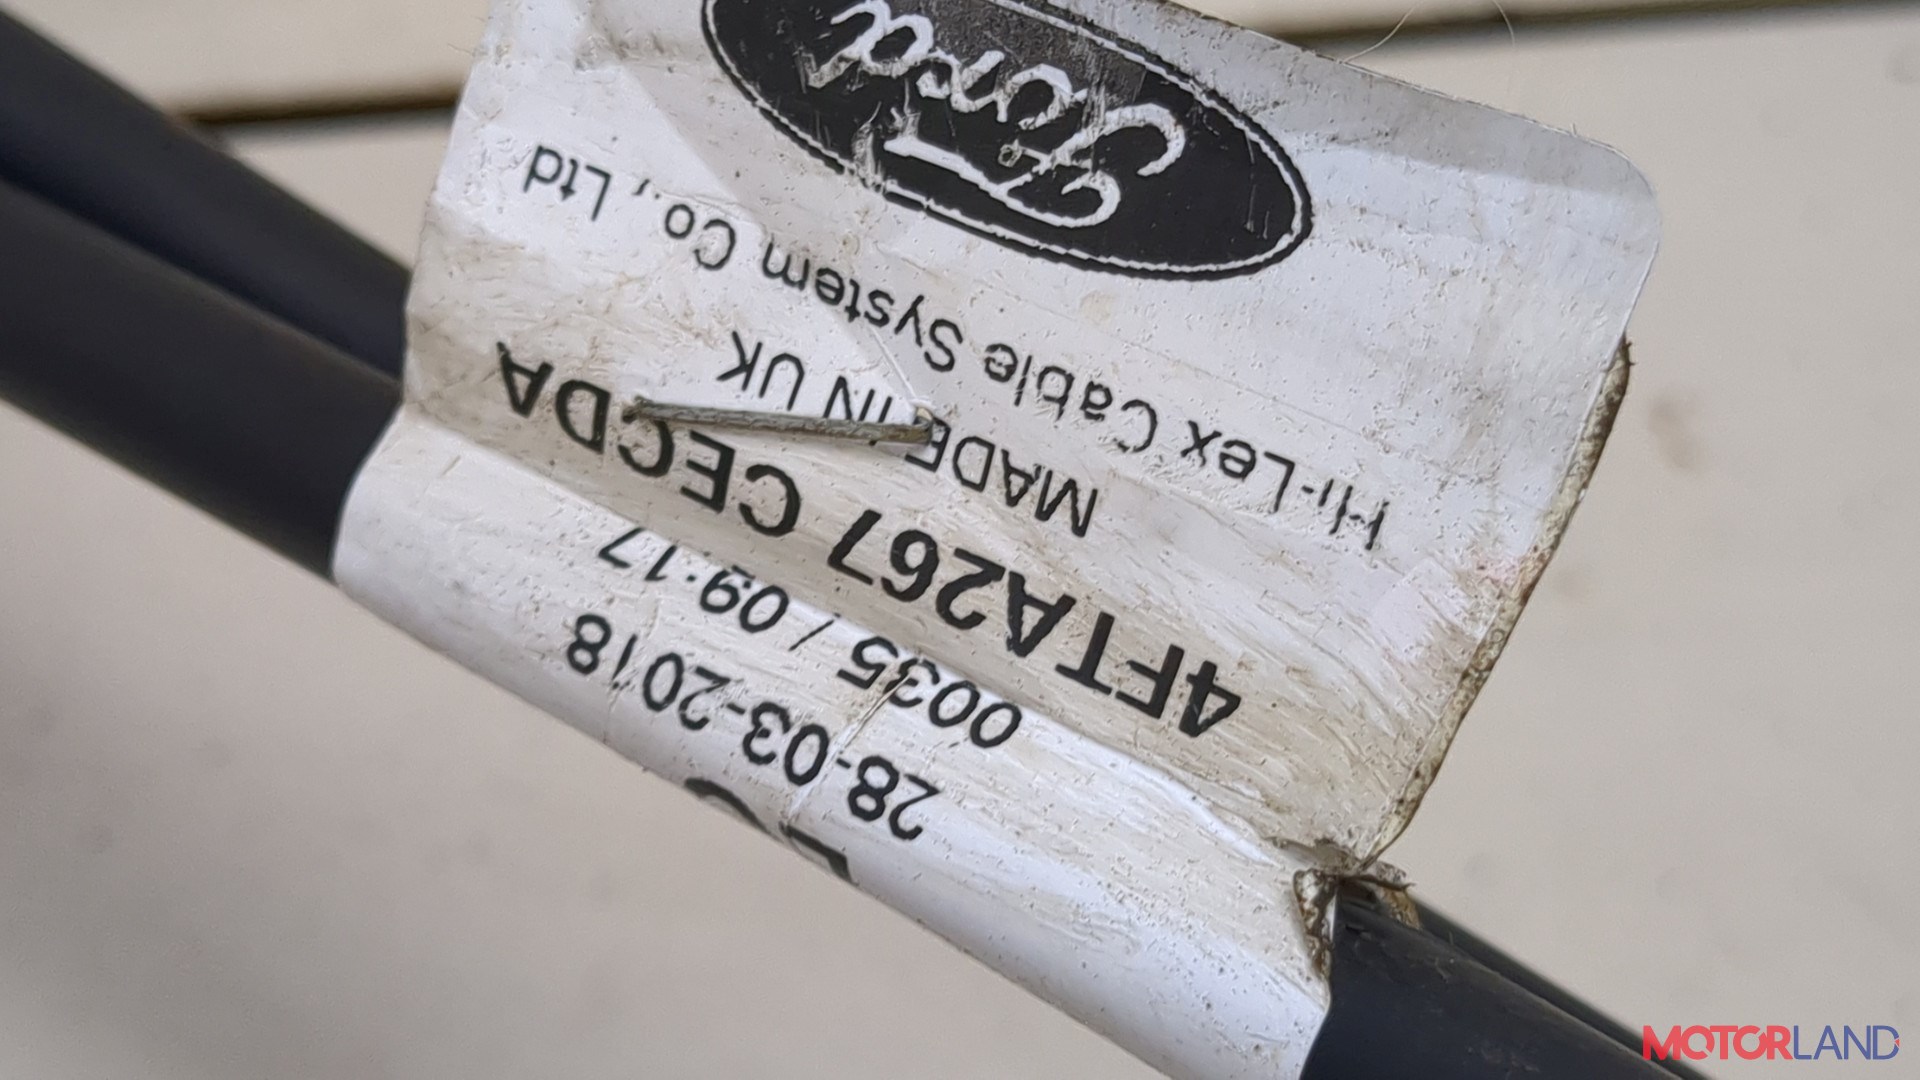 Ford
Hi-Lex Cable System Co., Ltd
MADE IN UK
4FTA267 CECDA
0035 / 09:17
28-03-2018
MOTORLAND